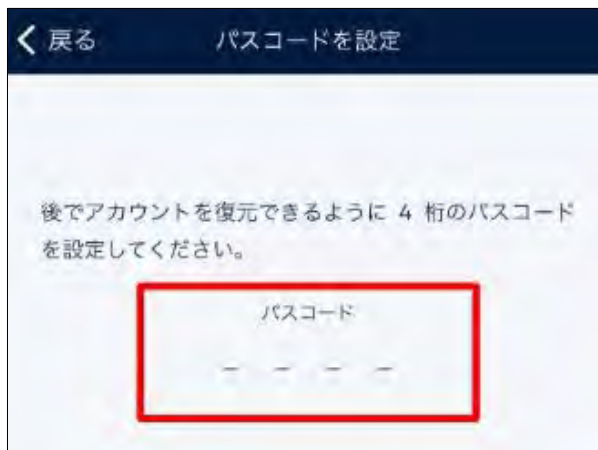 戻る パスコードを設定
後でアカウントを復元できるように 4 桁のパスコード
を設定してください。
パスコード
– – – –